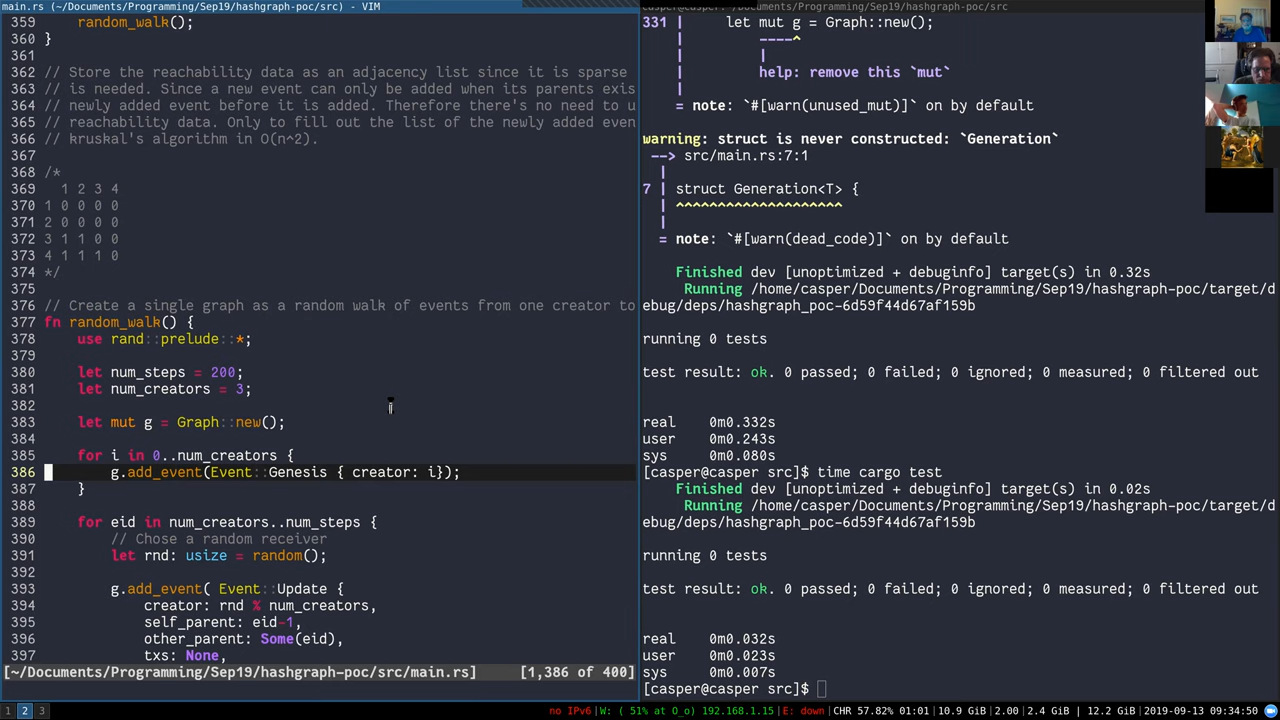 main.rs (~/Documents/Programming/Sep19/hashgraph-poc/src) - VIM
359     random_walk();
360 }
361
362 // Store the reachability data as an adjacency list since it is sparse
363 // is needed. Since a new event can only be added when its parents exis
364 // newly added event before it is added. Therefore there's no need to u
365 // reachability data. Only to fill out the list of the newly added even
366 // kruskal's algorithm in O(n^2).
367
368 /*
369   1 2 3 4
370 1 0 0 0 0
371 2 0 0 0 0
372 3 1 1 0 0
373 4 1 1 1 0
374 */
375
376 // Create a single graph as a random walk of events from one creator to
377 fn random_walk() {
378     use rand::prelude::*;
379
380     let num_steps = 200;
381     let num_creators = 3;
382
383     let mut g = Graph::new();
384
385     for i in 0..num_creators {
386         g.add_event(Event::Genesis { creator: i});
387     }
388
389     for eid in num_creators..num_steps {
390         // Chose a random receiver
391         let rnd: usize = random();
392
393         g.add_event( Event::Update {
394             creator: rnd % num_creators,
395             self_parent: eid-1,
396             other_parent: Some(eid),
397             txs: None,
[~/Documents/Programming/Sep19/hashgraph-poc/src/main.rs] [1,386 of 400]
casper@casper:~/Documents/Programming/Sep19/hashgraph-poc/src
331 |     let mut g = Graph::new();
    |         ----^
    |         |
    |         help: remove this `mut`
    |
    = note: `#[warn(unused_mut)]` on by default
warning: struct is never constructed: `Generation`
 --> src/main.rs:7:1
  |
7 | struct Generation<T> {
  | ^^^^^^^^^^^^^^^^^^^^
  |
  = note: `#[warn(dead_code)]` on by default
Finished dev [unoptimized + debuginfo] target(s) in 0.32s
Running /home/casper/Documents/Programming/Sep19/hashgraph-poc/target/d
ebug/deps/hashgraph_poc-6d59f44d67af159b
running 0 tests
test result: ok. 0 passed; 0 failed; 0 ignored; 0 measured; 0 filtered out
real    0m0.332s
user    0m0.243s
sys     0m0.080s
[casper@casper src]$ time cargo test
Finished dev [unoptimized + debuginfo] target(s) in 0.02s
Running /home/casper/Documents/Programming/Sep19/hashgraph-poc/target/d
ebug/deps/hashgraph_poc-6d59f44d67af159b
running 0 tests
test result: ok. 0 passed; 0 failed; 0 ignored; 0 measured; 0 filtered out
real    0m0.032s
user    0m0.023s
sys     0m0.007s
[casper@casper src]$
1 2 3
no IPv6|W: ( 51% at O_o) 192.168.1.15|E: down|CHR 57.82% 01:01 | 10.9 GiB|2.00 | 2.4 GiB | 12.2 GiB|2019-09-13 09:34:50